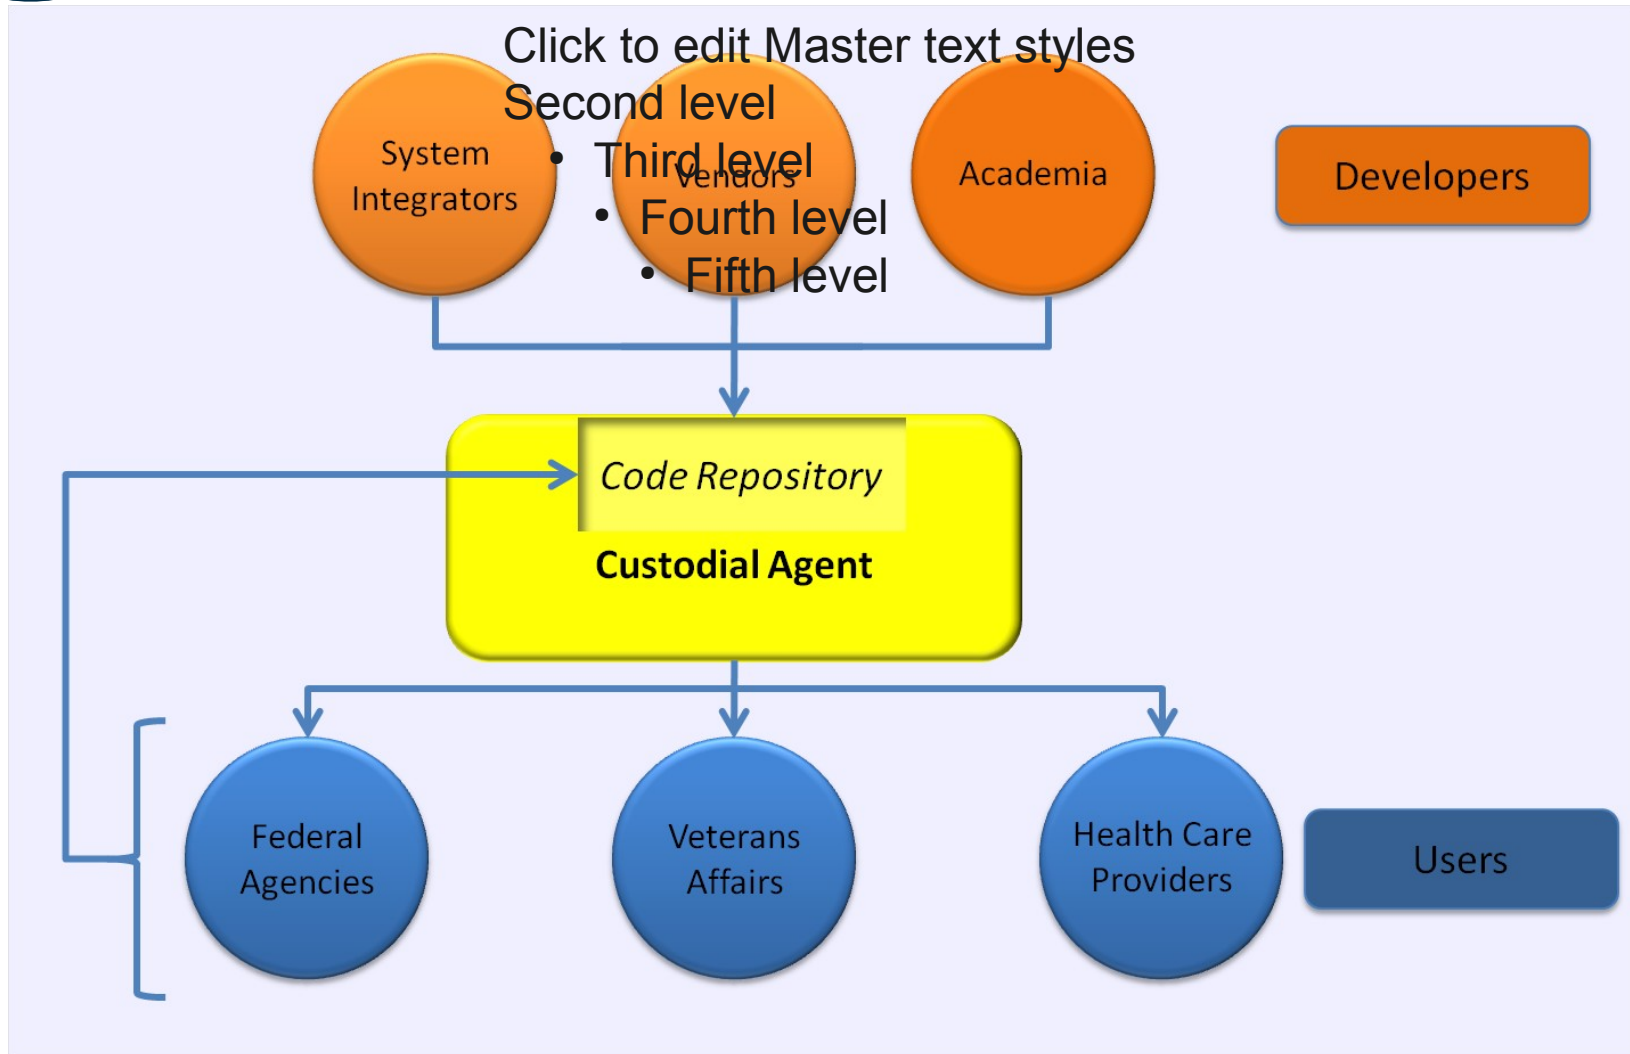 Click to edit Master text styles
Second level
• Third level
• Fourth level
• Fifth level
System
Integrators
Vendors
Academia
Developers
Code Repository
Custodial Agent
Federal
Agencies
Veterans
Affairs
Health Care
Providers
Users